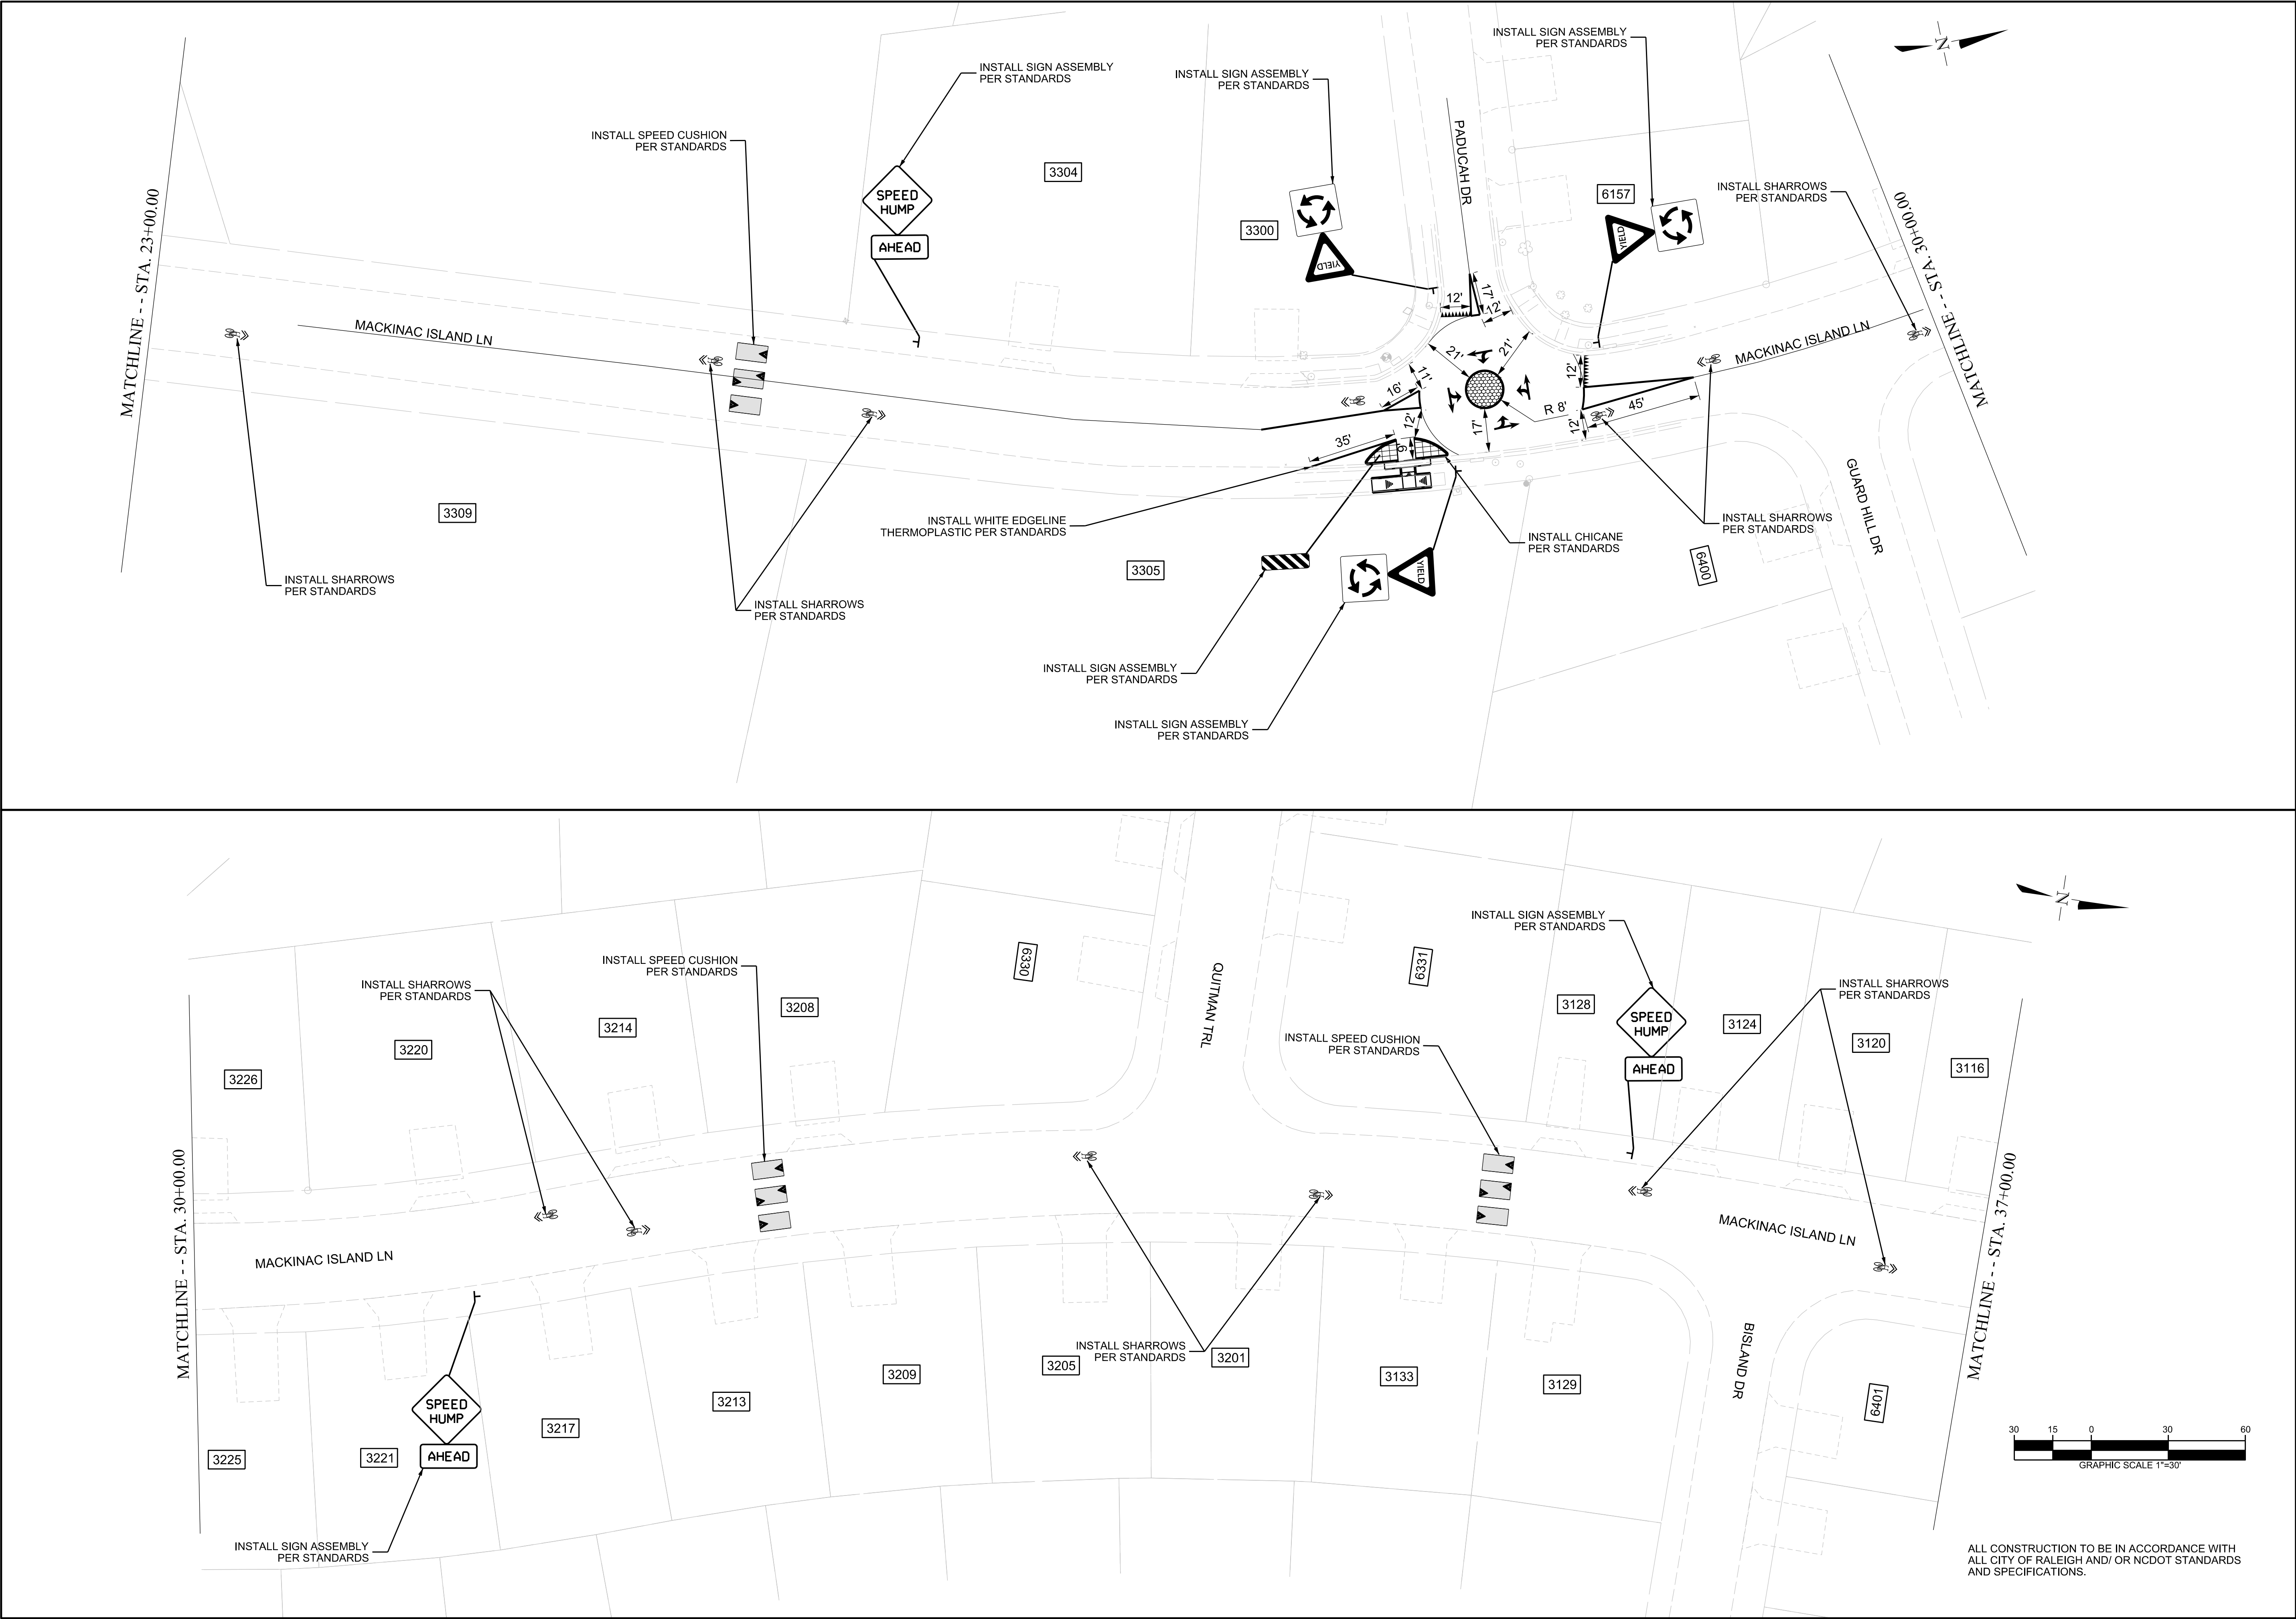 INSTALL SIGN ASSEMBLY
PER STANDARDS
N
INSTALL SIGN ASSEMBLY
PER STANDARDS
INSTALL SIGN ASSEMBLY
PER STANDARDS
INSTALL SPEED CUSHION
PER STANDARDS
SPEED
HUMP
AHEAD
3304
3300
PADUCAH DR
6157
INSTALL SHARROWS
PER STANDARDS
YIELD
YIELD
MATCHLINE - - STA. 23+00.00
MATCHLINE - - STA. 30+00.00
MACKINAC ISLAND LN
MACKINAC ISLAND LN
12'
17'
12'
21'
21'
11'
16'
12'
12'
R 8'
45'
12'
17'
35'
9'
3309
INSTALL WHITE EDGELINE
THERMOPLASTIC PER STANDARDS
INSTALL SHARROWS
PER STANDARDS
INSTALL CHICANE
PER STANDARDS
GUARD HILL DR
6400
3305
YIELD
INSTALL SHARROWS
PER STANDARDS
INSTALL SHARROWS
PER STANDARDS
INSTALL SIGN ASSEMBLY
PER STANDARDS
INSTALL SIGN ASSEMBLY
PER STANDARDS
N
INSTALL SIGN ASSEMBLY
PER STANDARDS
INSTALL SPEED CUSHION
PER STANDARDS
INSTALL SHARROWS
PER STANDARDS
INSTALL SHARROWS
PER STANDARDS
6330
QUITMAN TRL
6331
3208
3128
SPEED
HUMP
AHEAD
3124
3214
3220
3226
INSTALL SPEED CUSHION
PER STANDARDS
3120
3116
MATCHLINE - - STA. 30+00.00
MACKINAC ISLAND LN
MACKINAC ISLAND LN
MATCHLINE - - STA. 37+00.00
INSTALL SHARROWS
PER STANDARDS
3201
3205
3209
3213
3217
3133
3129
BISLAND DR
6401
SPEED
HUMP
AHEAD
3221
3225
INSTALL SIGN ASSEMBLY
PER STANDARDS
30 15 0 30 60
GRAPHIC SCALE 1"=30'
ALL CONSTRUCTION TO BE IN ACCORDANCE WITH
ALL CITY OF RALEIGH AND/ OR NCDOT STANDARDS
AND SPECIFICATIONS.